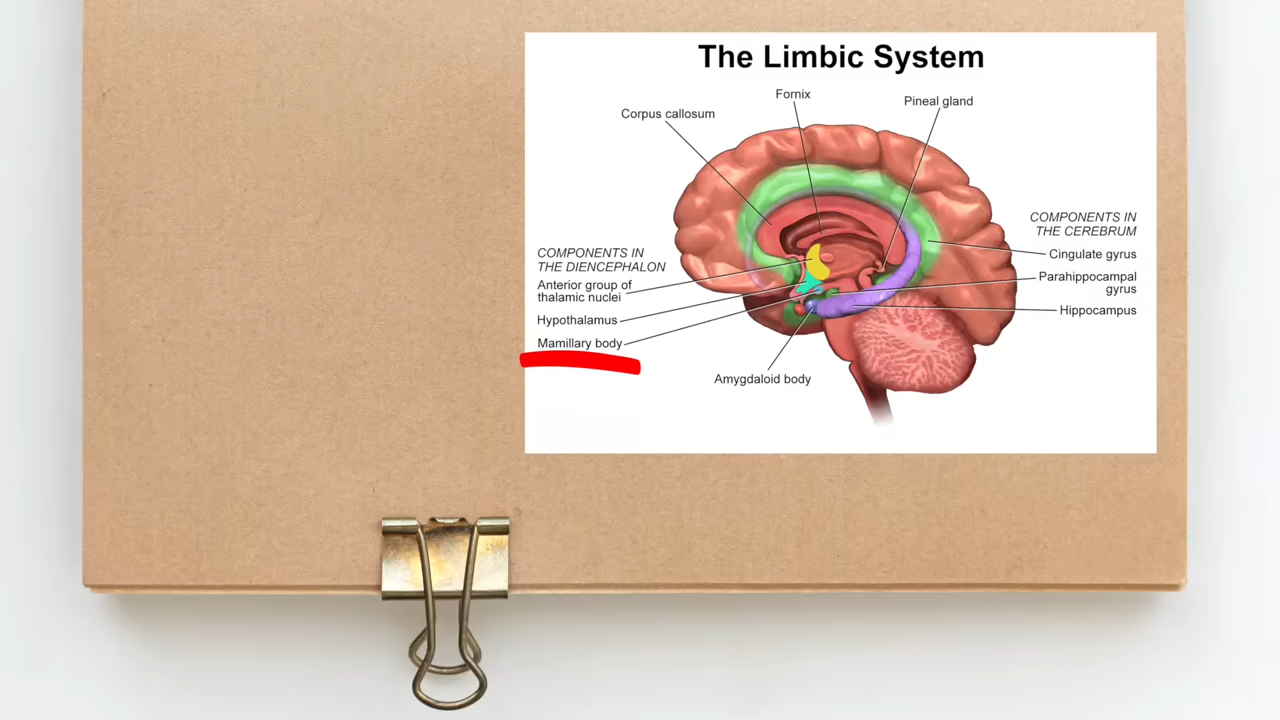 The Limbic System
Fornix
Pineal gland
Corpus callosum
COMPONENTS IN
THE CEREBRUM
COMPONENTS IN
THE DIENCEPHALON
Cingulate gyrus
Anterior group of
thalamic nuclei
Parahippocampal
gyrus
Hypothalamus
Hippocampus
Mamillary body
Amygdaloid body